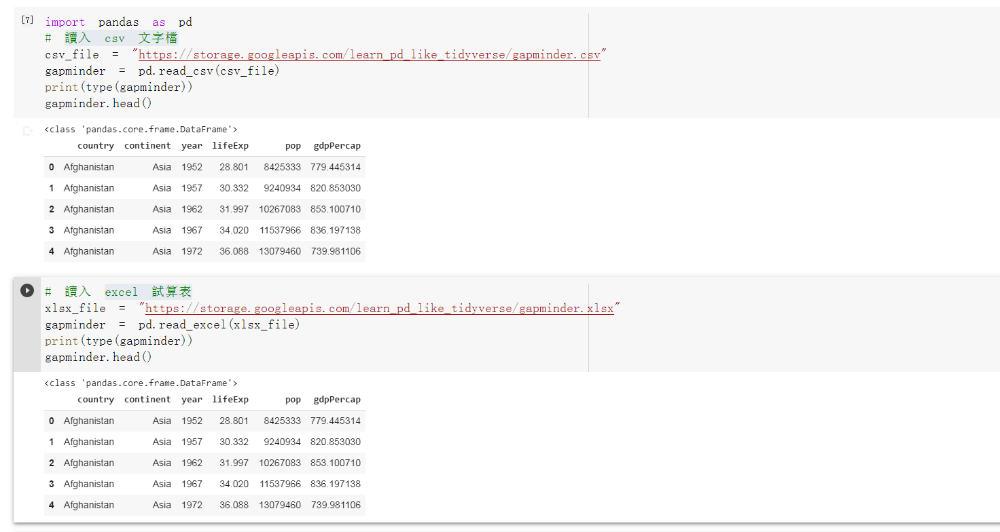 [7] import pandas as pd
# 讀入 csv 文字檔
csv_file = "https://storage.googleapis.com/learn_pd_like_tidyverse/gapminder.csv"
gapminder = pd.read_csv(csv_file)
print(type(gapminder))
gapminder.head()
<class 'pandas.core.frame.DataFrame'>
country continent year lifeExp pop gdpPercap
0 Afghanistan Asia 1952 28.801 8425333 779.445314
1 Afghanistan Asia 1957 30.332 9240934 820.853030
2 Afghanistan Asia 1962 31.997 10267083 853.100710
3 Afghanistan Asia 1967 34.020 11537966 836.197138
4 Afghanistan Asia 1972 36.088 13079460 739.981106
# 讀入 excel 試算表
xlsx_file = "https://storage.googleapis.com/learn_pd_like_tidyverse/gapminder.xlsx"
gapminder = pd.read_excel(xlsx_file)
print(type(gapminder))
gapminder.head()
<class 'pandas.core.frame.DataFrame'>
country continent year lifeExp pop gdpPercap
0 Afghanistan Asia 1952 28.801 8425333 779.445314
1 Afghanistan Asia 1957 30.332 9240934 820.853030
2 Afghanistan Asia 1962 31.997 10267083 853.100710
3 Afghanistan Asia 1967 34.020 11537966 836.197138
4 Afghanistan Asia 1972 36.088 13079460 739.981106